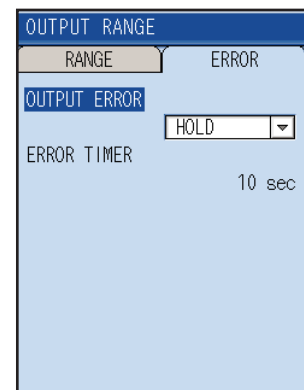 OUTPUT RANGE
RANGE ERROR
OUTPUT ERROR
HOLD
ERROR TIMER
10 sec